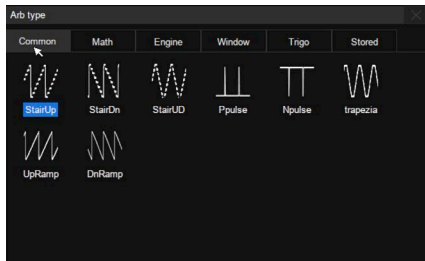 Arb type
Common Math Engine Window Trigo Stored
StairUp StairDn StairUD Ppulse Npulse trapezia
UpRamp DnRamp